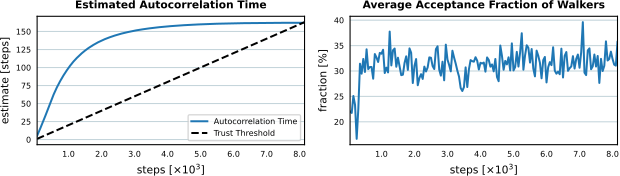 Estimated Autocorrelation Time
estimate [steps]
150
125
100
75
50
25
0
1.0 2.0 3.0 4.0 5.0 6.0 7.0 8.0
steps [×10³]
Autocorrelation Time
Trust Threshold
Average Acceptance Fraction of Walkers
fraction [%]
40
35
30
25
20
1.0 2.0 3.0 4.0 5.0 6.0 7.0 8.0
steps [×10³]